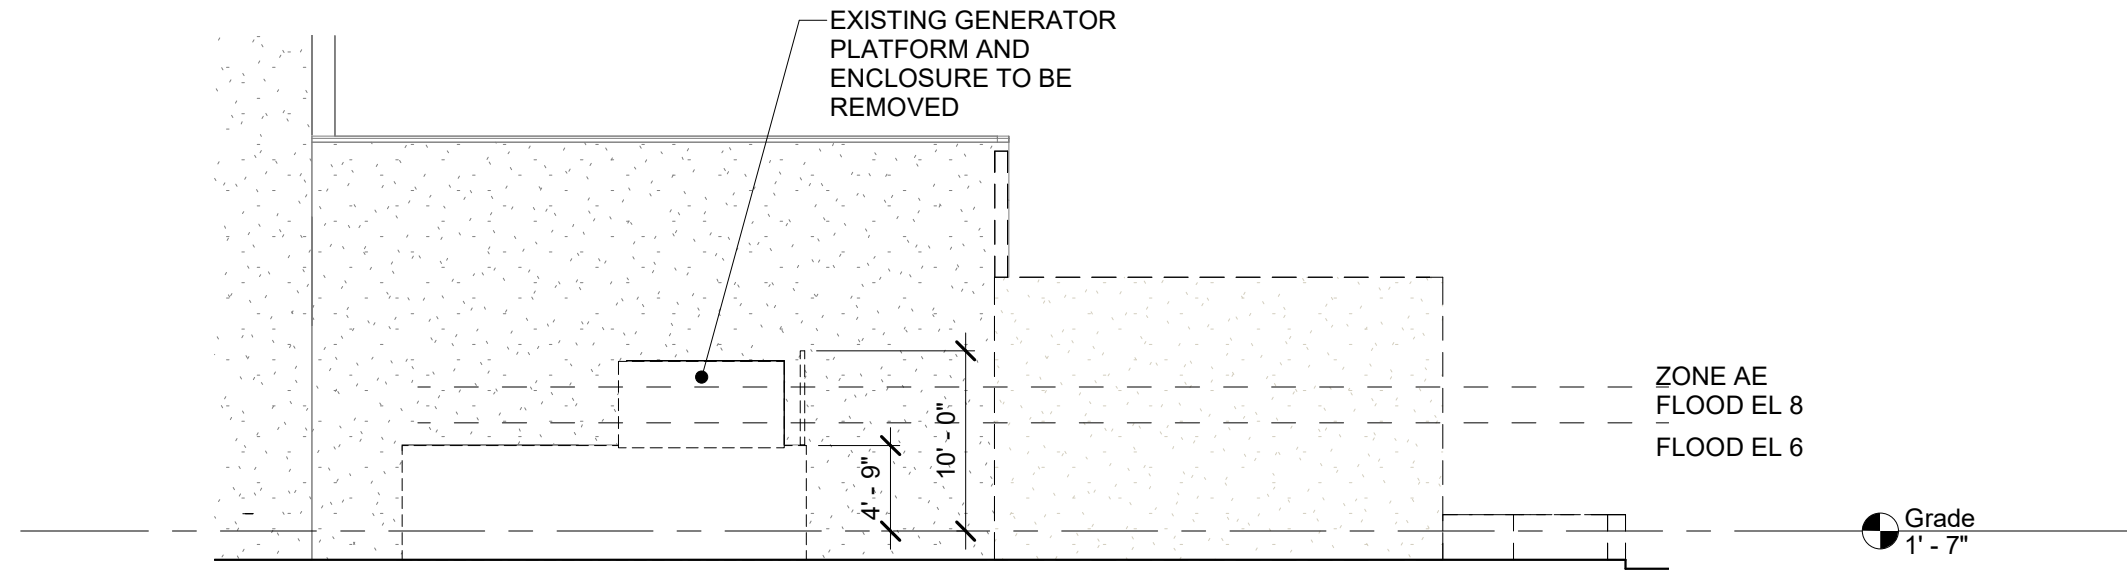 EXISTING GENERATOR
PLATFORM AND
ENCLOSURE TO BE
REMOVED
ZONE AE
FLOOD EL 8
FLOOD EL 6
10' - 0"
4' - 9"
Grade
1' - 7"